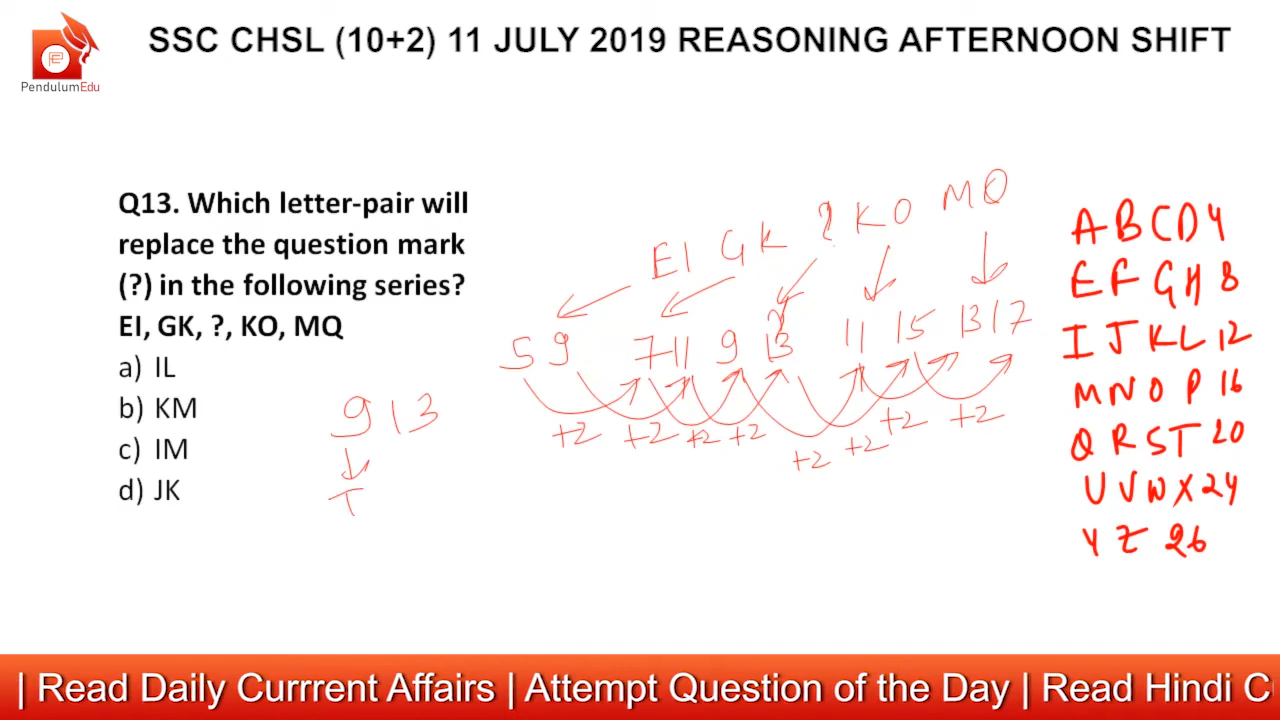 SSC CHSL (10+2) 11 JULY 2019 REASONING AFTERNOON SHIFT
PendulumEdu
Q13. Which letter-pair will
replace the question mark
(?) in the following series?
EI, GK, ?, KO, MQ
a) IL
b) KM
c) IM
d) JK
EI GK ? KO MQ
5 9 7 11 9 13 11 15 13 17
+2 +2 +2 +2 +2 +2 +2 +2
9 13
I
A B C D 4
E F G H 8
I J K L 12
M N O P 16
Q R S T 20
U V W X 24
Y Z 26
| Read Daily Currrent Affairs | Attempt Question of the Day | Read Hindi C